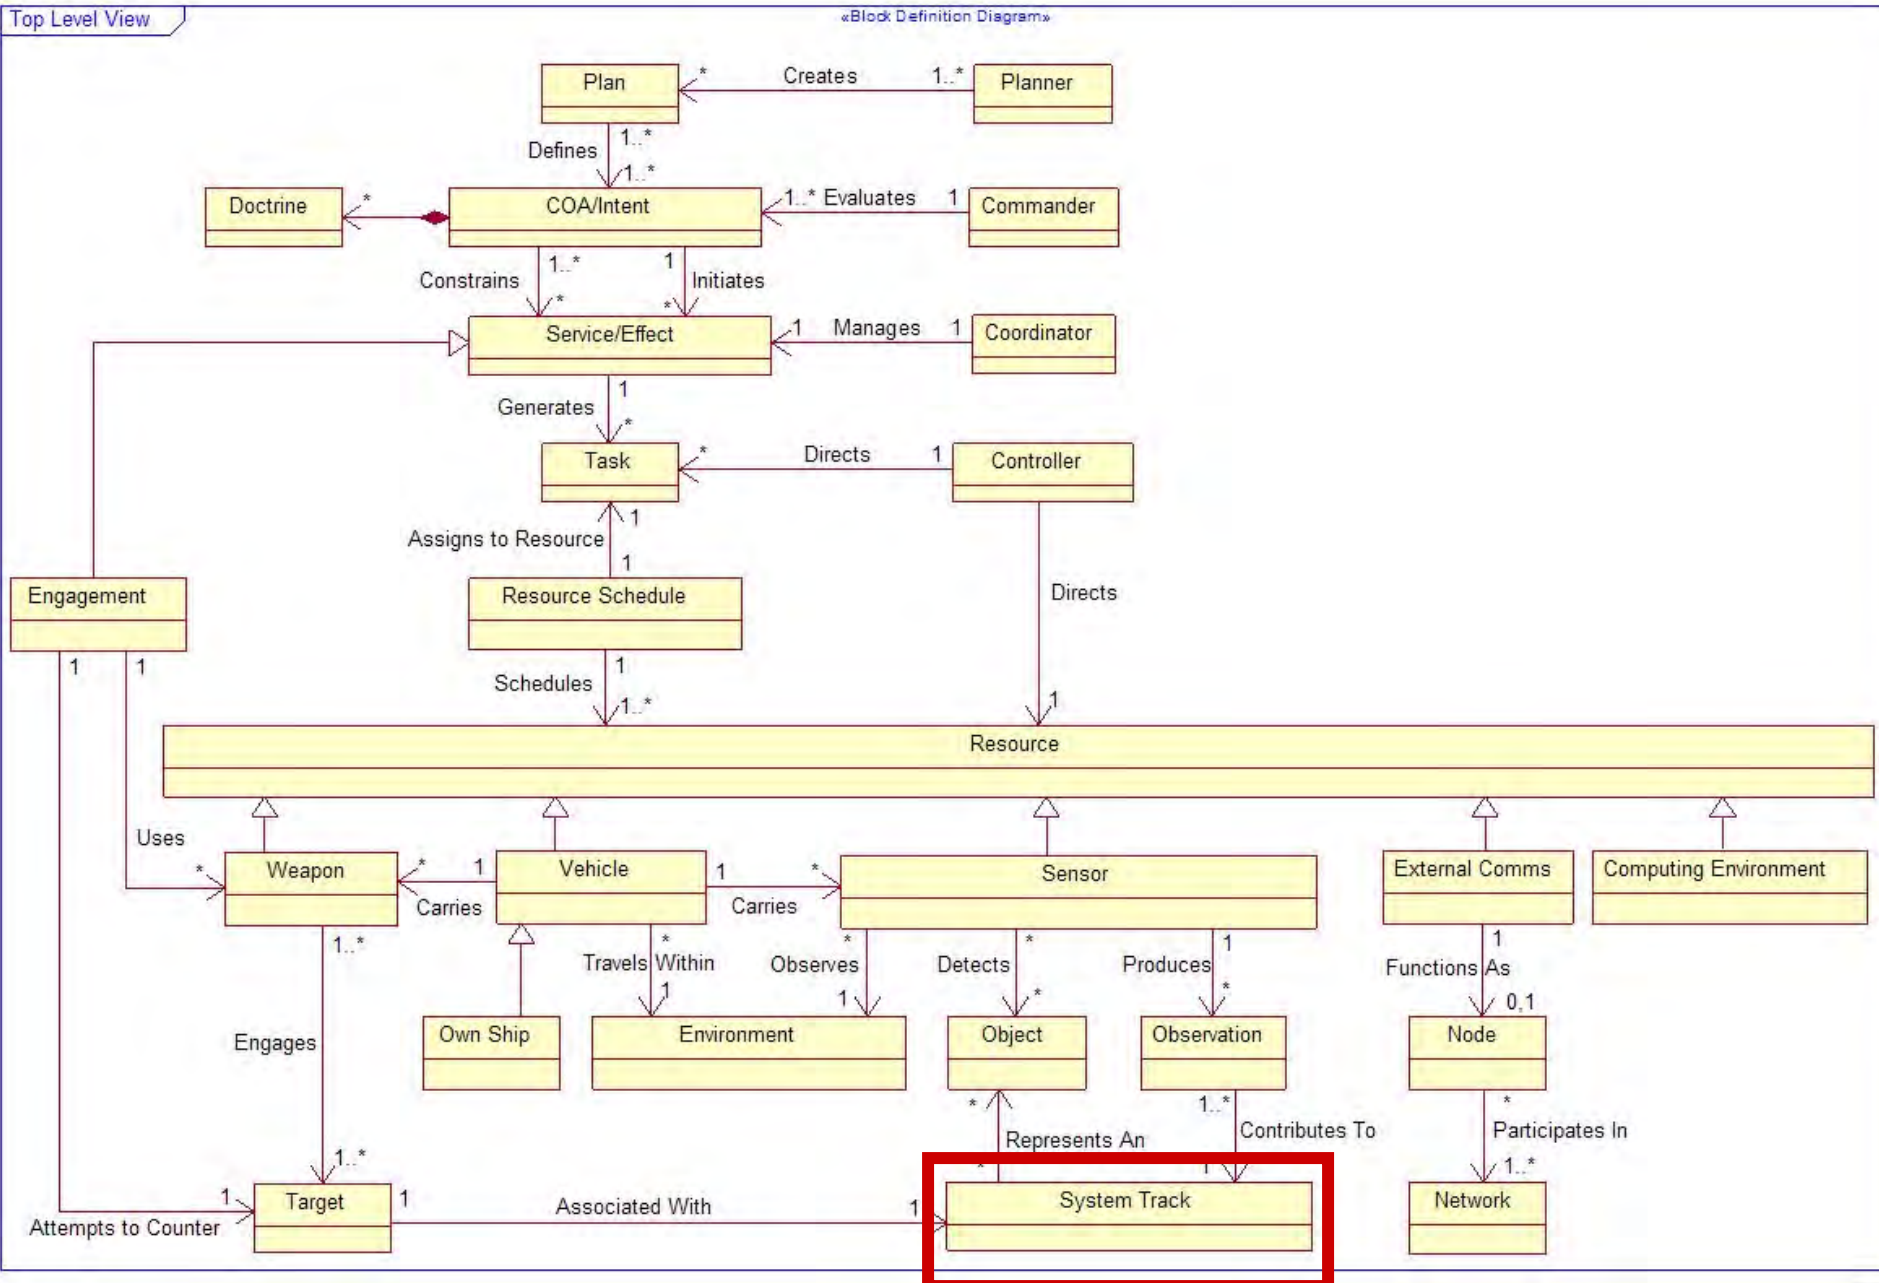 Top Level View
«Block Definition Diagram»
Plan
* Creates 1..*
Planner
1..*
Defines
1..*
Doctrine
*
COA/Intent
1..* Evaluates 1
Commander
1..*
1
Constrains
Initiates
*
*
Service/Effect
1 Manages 1
Coordinator
1
Generates
*
Task
* Directs 1
Controller
1
Assigns to Resource
1
Engagement
Resource Schedule
Directs
1
1
1
Schedules
1..*
1
Resource
Uses
*
Weapon
* 1
Carries
Vehicle
1 *
Carries
Sensor
External Comms
Computing Environment
1..*
*
Travels Within
1
*
Observes
1
*
Detects
*
1
Produces
*
1
Functions As
0,1
Engages
Own Ship
Environment
Object
Observation
Node
*
Represents An
*
1..*
Contributes To
1
*
Participates In
1..*
1..*
1
Attempts to Counter
Target
1 Associated With 1
System Track
Network